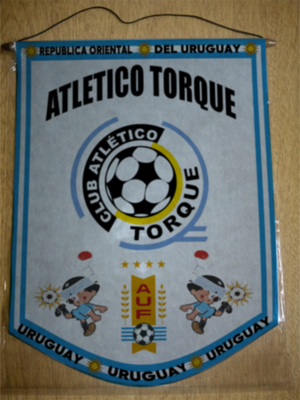 REPUBLICA ORIENTAL DEL URUGUAY
ATLETICO TORQUE
CLUB ATLÉTICO
TORQUE
AUF
URUGUAY URUGUAY URUGUAY